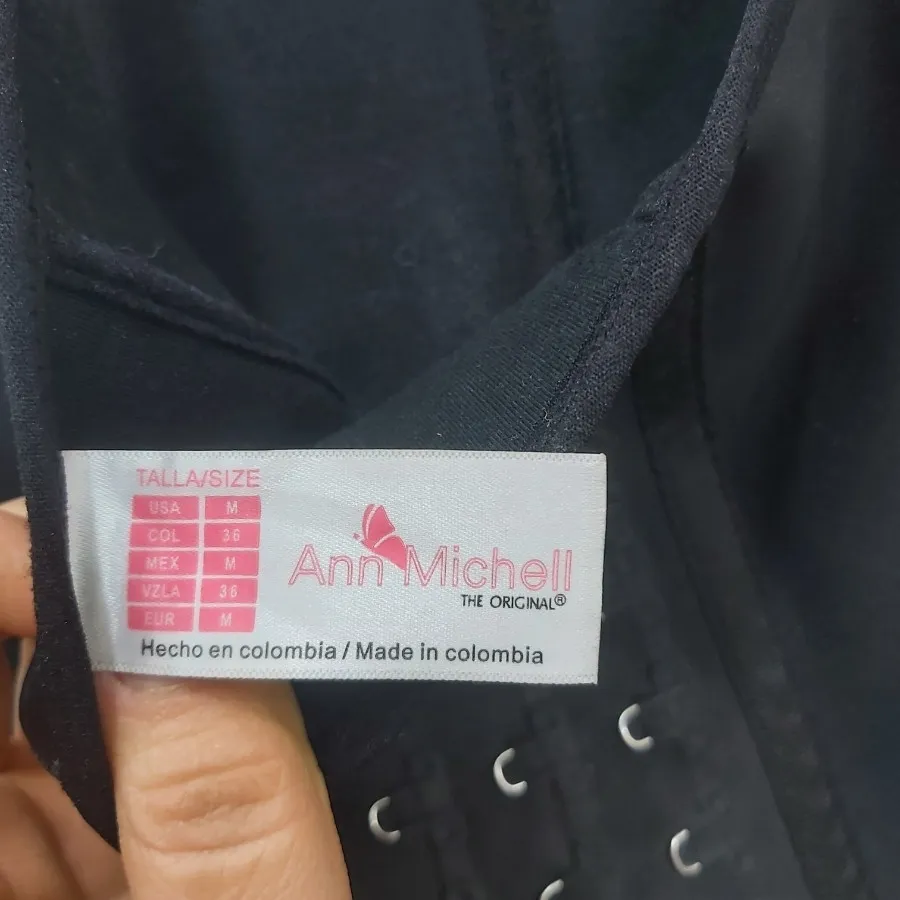 TALLA/SIZE
USA M
COL 36
MEX M
VZLA 36
EUR M
Ann Michell
THE ORIGINAL®
Hecho en colombia / Made in colombia